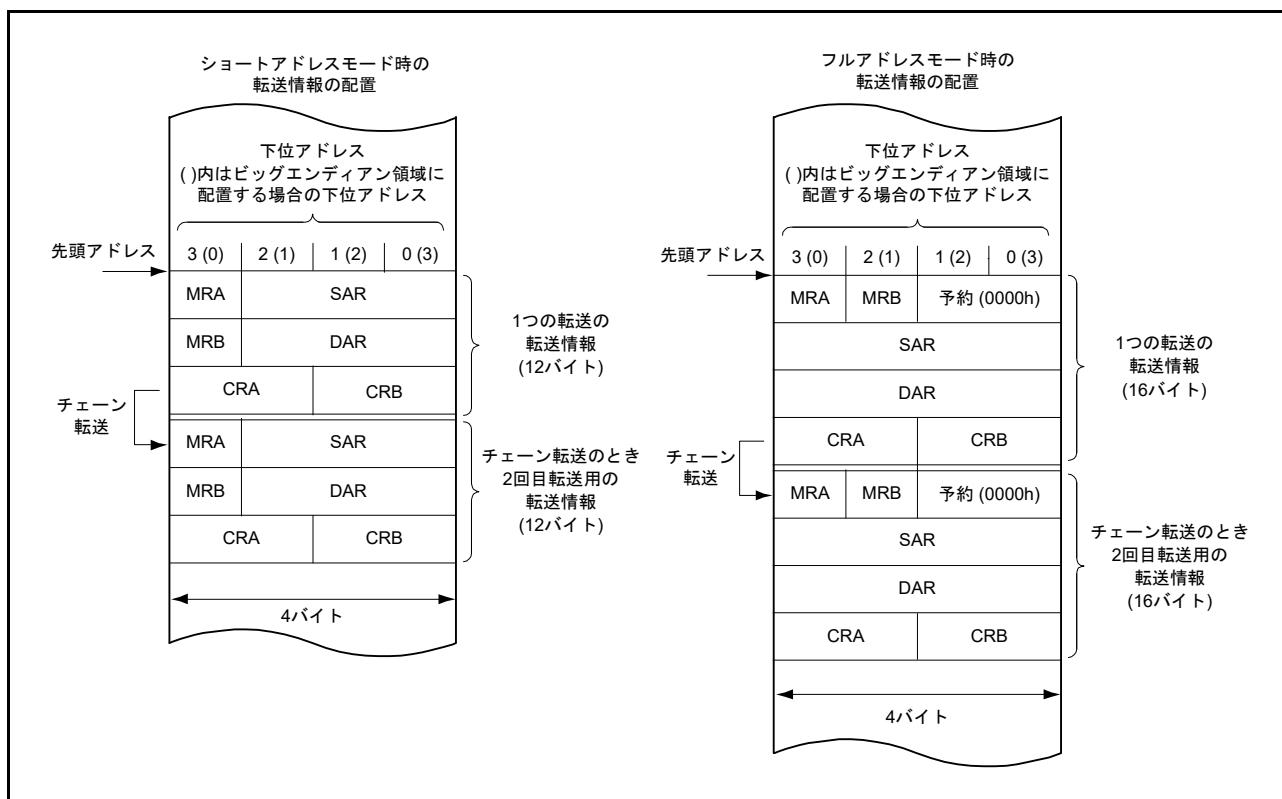 ショートアドレスモード時の
転送情報の配置
下位アドレス
( )内はビッグエンディアン領域に
配置する場合の下位アドレス
先頭アドレス
3 (0) 2 (1) 1 (2) 0 (3)
MRA SAR
MRB DAR
CRA CRB
1つの転送の
転送情報
(12バイト)
チェーン
転送
MRA SAR
MRB DAR
CRA CRB
チェーン転送のとき
2回目転送用の
転送情報
(12バイト)
4バイト
フルアドレスモード時の
転送情報の配置
下位アドレス
( )内はビッグエンディアン領域に
配置する場合の下位アドレス
先頭アドレス
3 (0) 2 (1) 1 (2) 0 (3)
MRA MRB 予約 (0000h)
SAR
DAR
CRA CRB
1つの転送の
転送情報
(16バイト)
チェーン
転送
MRA MRB 予約 (0000h)
SAR
DAR
CRA CRB
チェーン転送のとき
2回目転送用の
転送情報
(16バイト)
4バイト